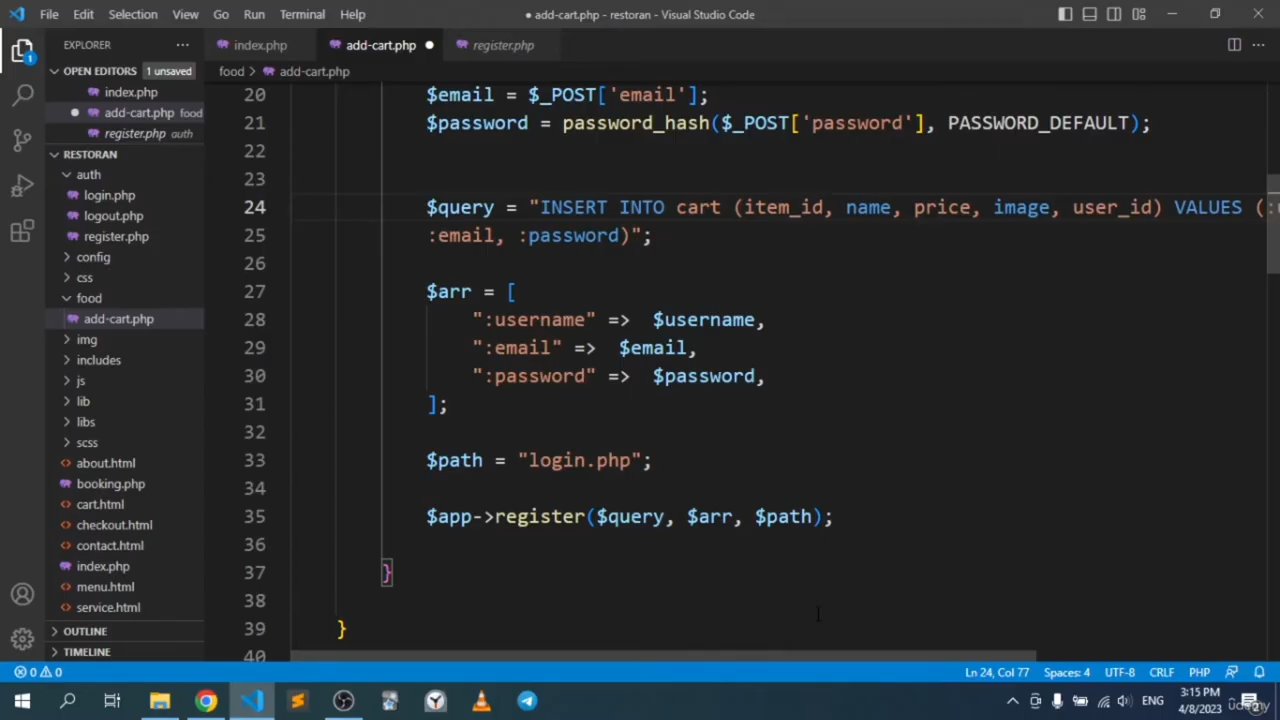 File Edit Selection View Go Run Terminal Help
● add-cart.php - restoran - Visual Studio Code
EXPLORER
index.php
add-cart.php
register.php
food > add-cart.php
OPEN EDITORS 1 unsaved
index.php
add-cart.php food
register.php auth
RESTORAN
auth
login.php
logout.php
register.php
config
css
food
add-cart.php
img
includes
js
lib
libs
scss
about.html
booking.php
cart.html
checkout.html
contact.html
index.php
menu.html
service.html
OUTLINE
TIMELINE
1
20 $email = $_POST['email'];
21 $password = password_hash($_POST['password'], PASSWORD_DEFAULT);
22
23
24 $query = "INSERT INTO cart (item_id, name, price, image, user_id) VALUES (:
25 :email, :password)";
26
27 $arr = [
28 ":username" => $username,
29 ":email" => $email,
30 ":password" => $password,
31 ];
32
33 $path = "login.php";
34
35 $app->register($query, $arr, $path);
36
37 }
38
39 }
40
0 0 Ln 24, Col 77 Spaces: 4 UTF-8 CRLF PHP
ENG
3:15 PM
4/8/2023
udemy